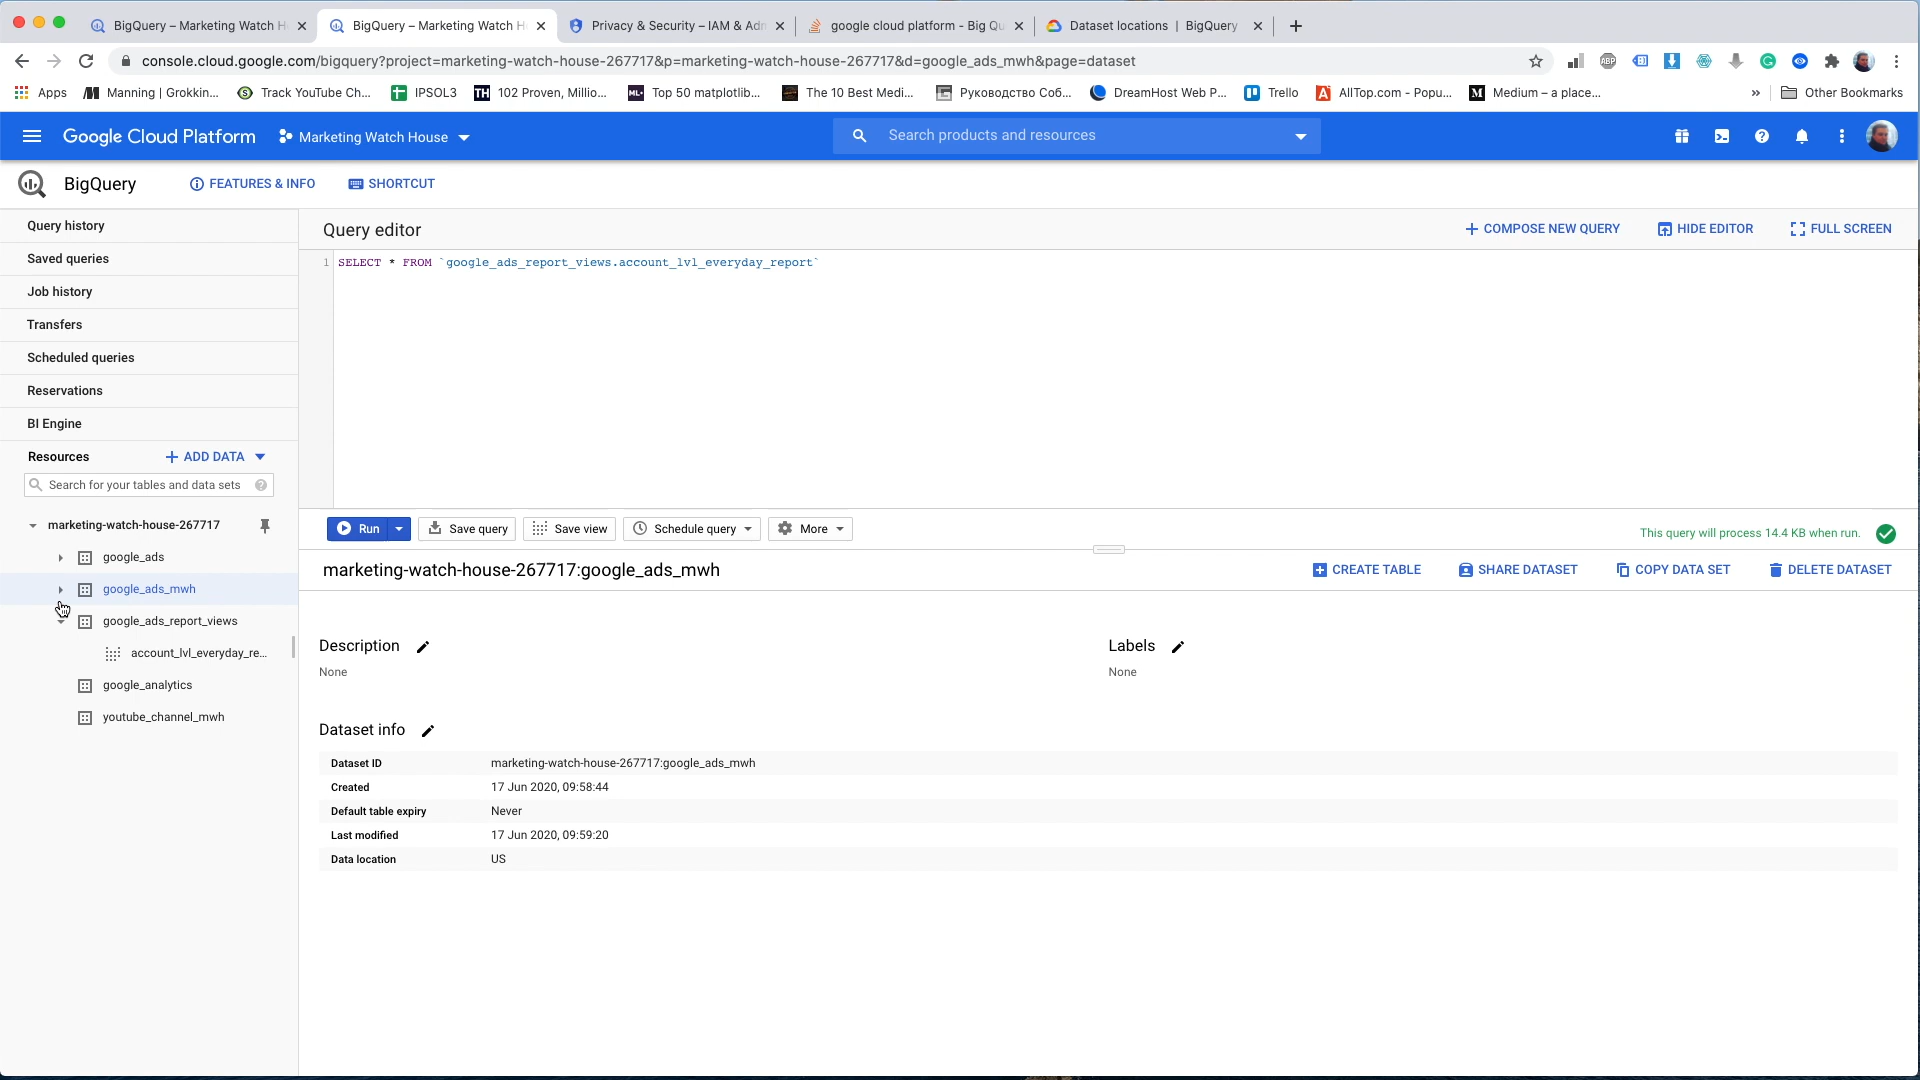 BigQuery – Marketing Watch H
BigQuery – Marketing Watch H
Privacy & Security – IAM & Adm
google cloud platform - Big Qu
Dataset locations | BigQuery
console.cloud.google.com/bigquery?project=marketing-watch-house-267717&p=marketing-watch-house-267717&d=google_ads_mwh&page=dataset
ABP
Apps
Manning | Grokkin...
Track YouTube Ch...
IPSOL3
TH 102 Proven, Millio...
ML Top 50 matplotlib...
The 10 Best Medi...
Руководство Соб...
DreamHost Web P...
Trello
AllTop.com - Popu...
M Medium – a place...
»
Other Bookmarks
Google Cloud Platform
Marketing Watch House
Search products and resources
BigQuery
FEATURES & INFO
SHORTCUT
Query history
Saved queries
Job history
Transfers
Scheduled queries
Reservations
BI Engine
Resources
+ ADD DATA
Search for your tables and data sets
marketing-watch-house-267717
google_ads
google_ads_mwh
google_ads_report_views
account_lvl_everyday_re...
google_analytics
youtube_channel_mwh
Query editor
+ COMPOSE NEW QUERY
HIDE EDITOR
FULL SCREEN
1 SELECT * FROM `google_ads_report_views.account_lvl_everyday_report`
Run
Save query
Save view
Schedule query
More
This query will process 14.4 KB when run.
marketing-watch-house-267717:google_ads_mwh
CREATE TABLE
SHARE DATASET
COPY DATA SET
DELETE DATASET
Description
None
Labels
None
Dataset info
Dataset ID marketing-watch-house-267717:google_ads_mwh
Created 17 Jun 2020, 09:58:44
Default table expiry Never
Last modified 17 Jun 2020, 09:59:20
Data location US